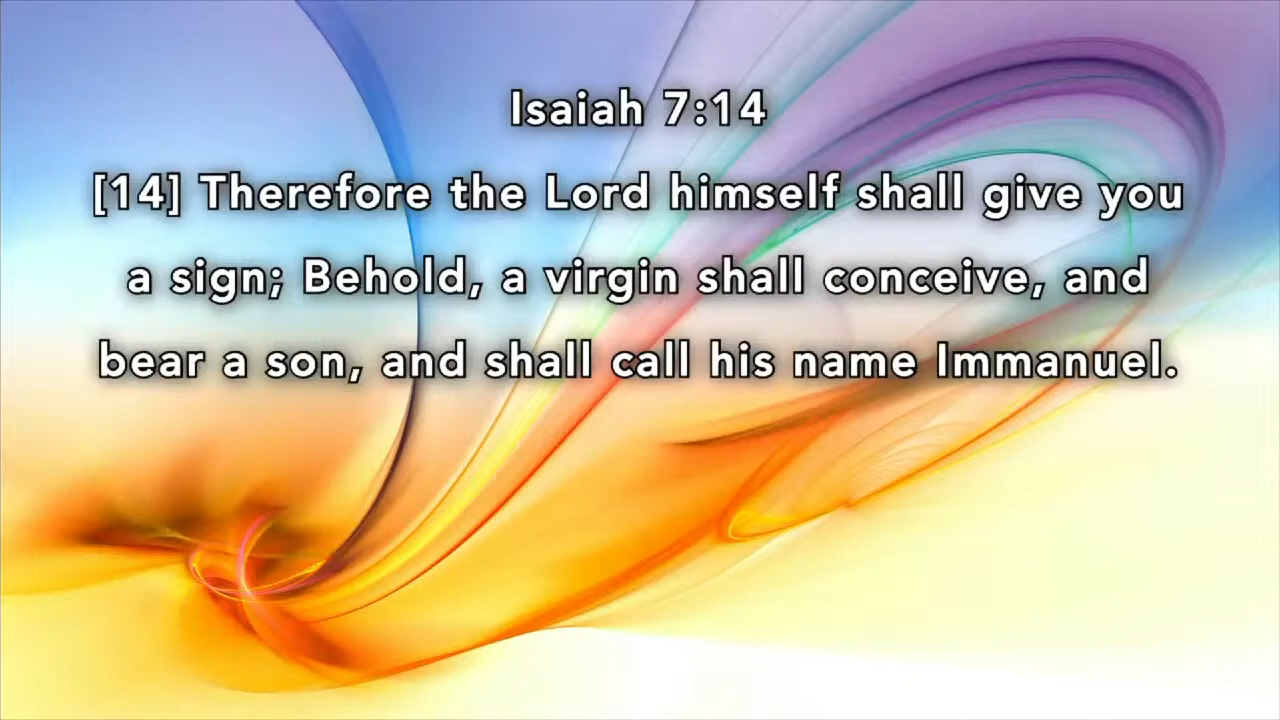 Isaiah 7:14
[14] Therefore the Lord himself shall give you
a sign; Behold, a virgin shall conceive, and
bear a son, and shall call his name Immanuel.